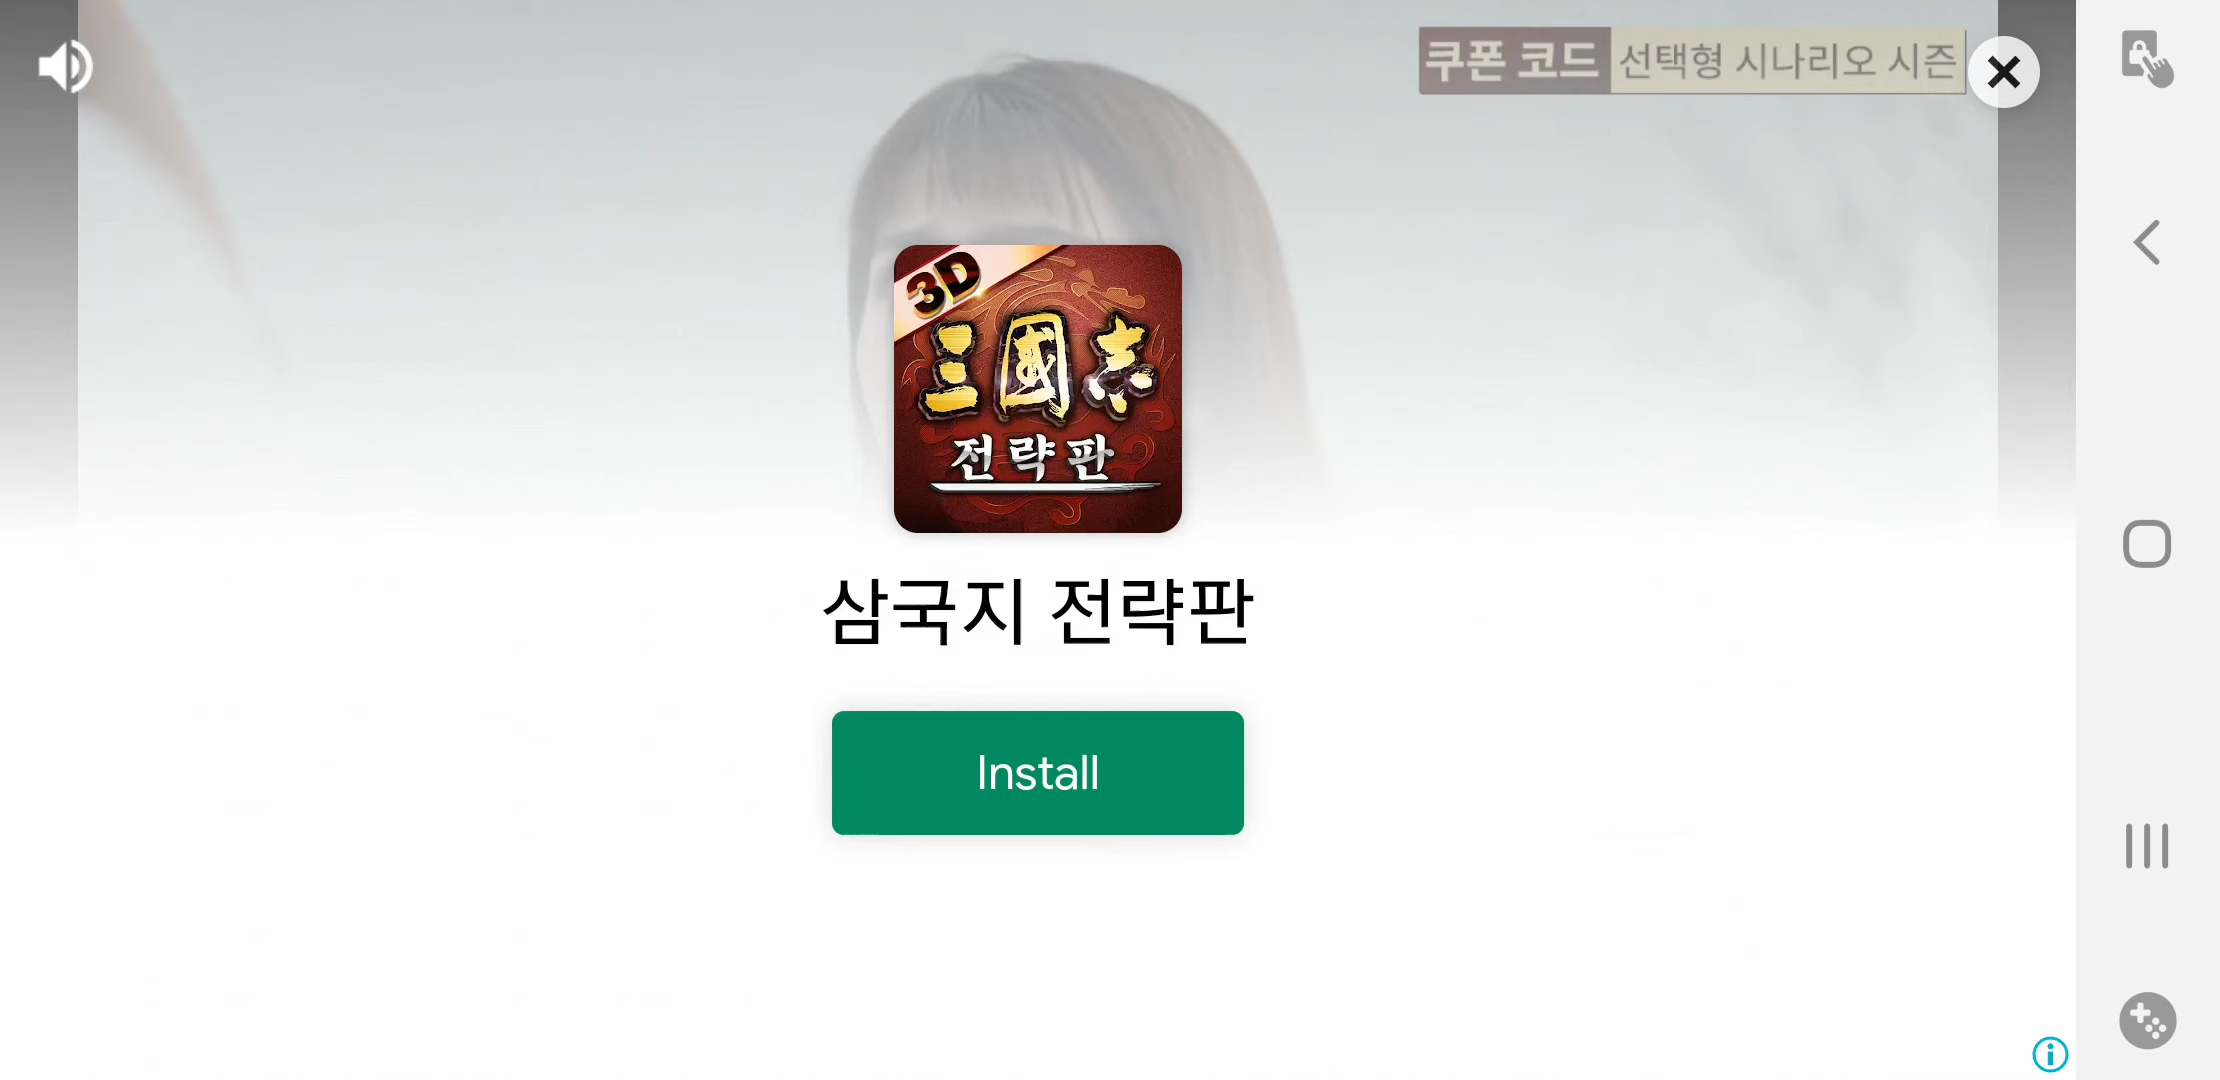 쿠폰 코드 선택형 시나리오 시즌
3D
三國志
전략판
삼국지 전략판
Install